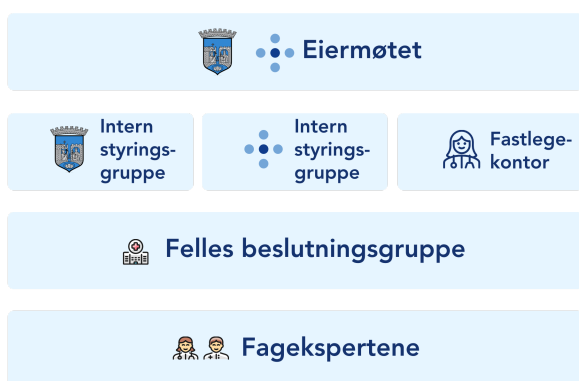 Eiermøtet
Intern
styrings-
gruppe
Intern
styrings-
gruppe
Fastlege-
kontor
Felles beslutningsgruppe
Fagekspertene